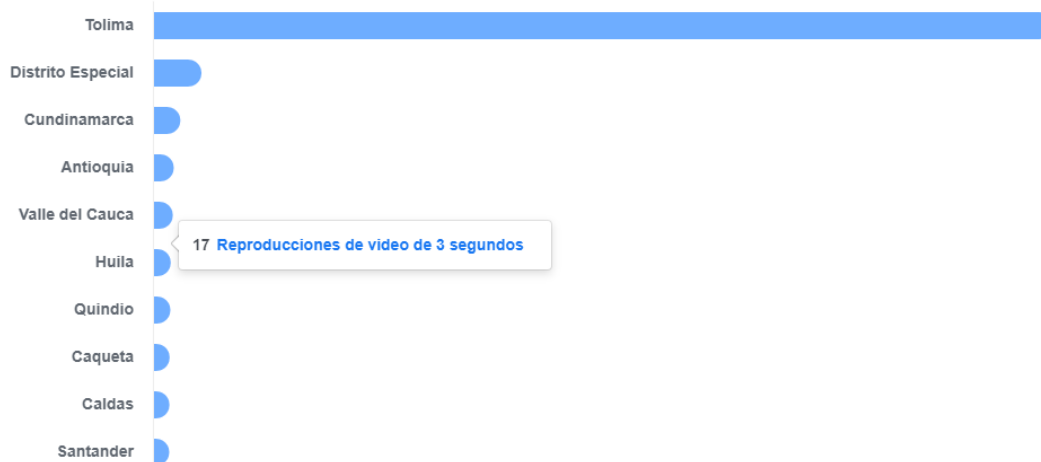 Tolima
Distrito Especial
Cundinamarca
Antioquia
Valle del Cauca
17 Reproducciones de video de 3 segundos
Huila
Quindio
Caqueta
Caldas
Santander